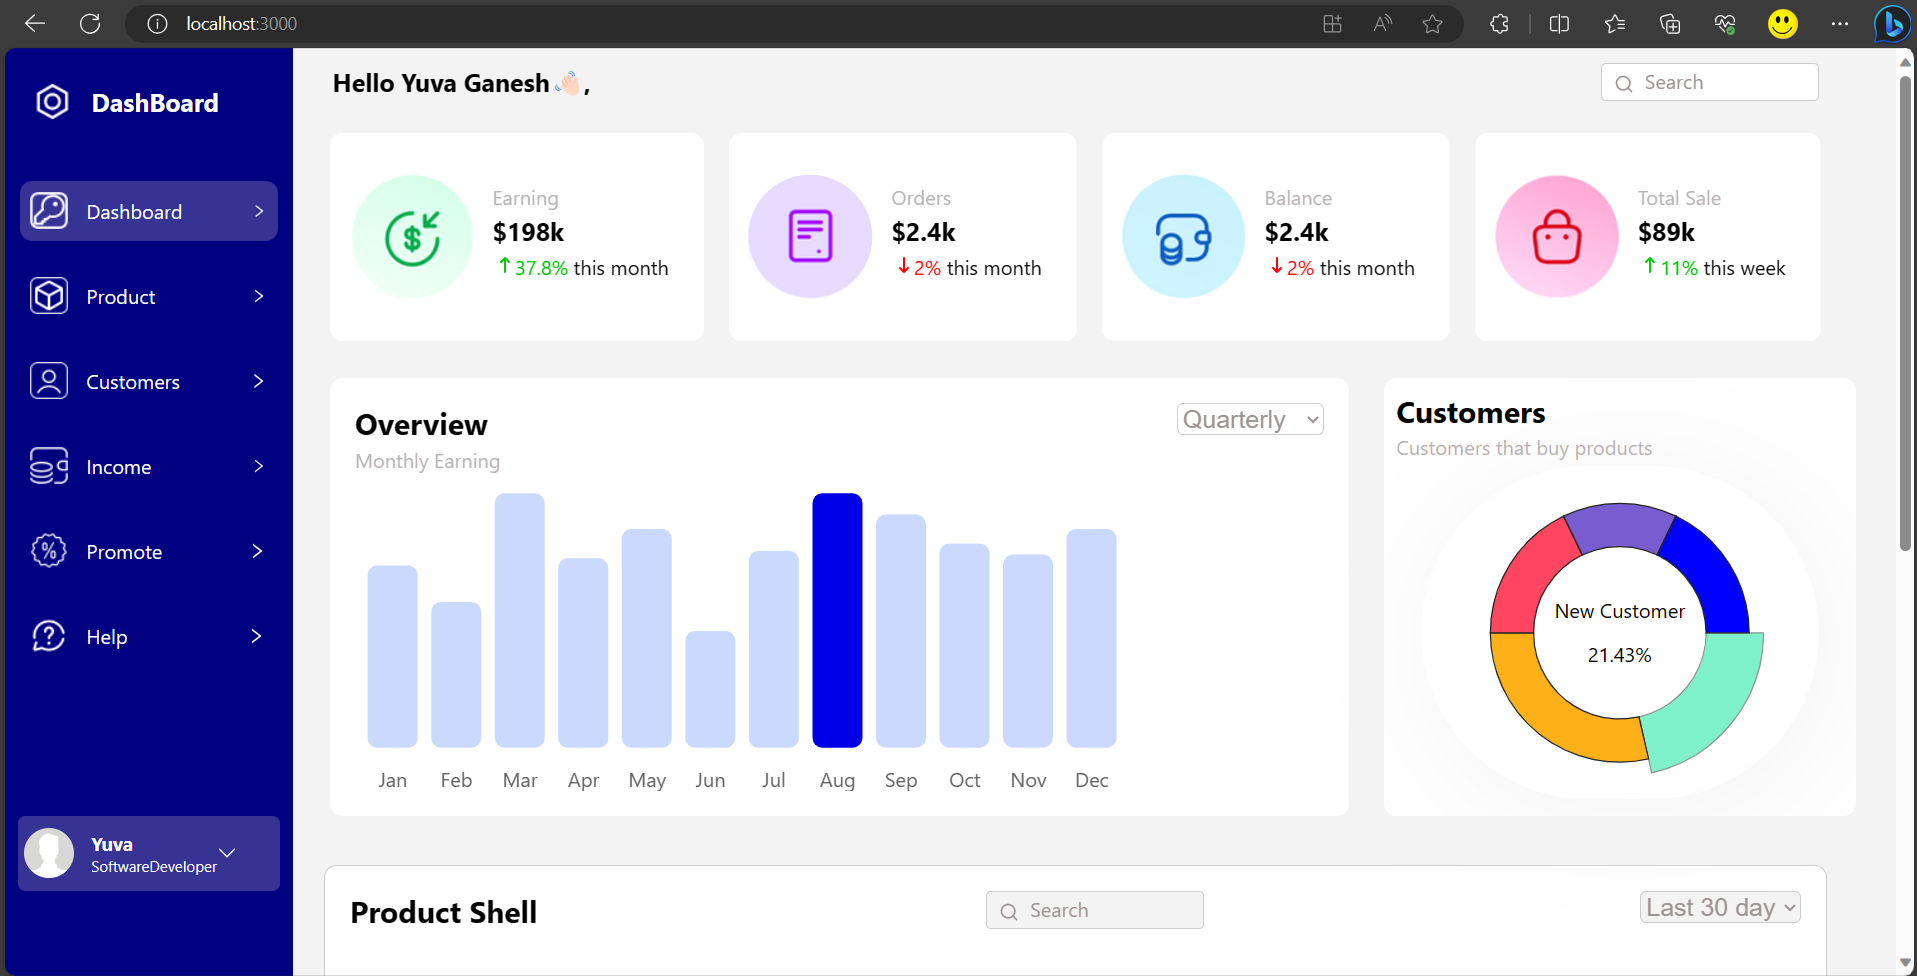 localhost:3000
DashBoard
Dashboard
Product
Customers
Income
Promote
Help
Yuva
SoftwareDeveloper
Hello Yuva Ganesh👋🏻,
Search
Earning
$198k
↑37.8% this month
Orders
$2.4k
↓2% this month
Balance
$2.4k
↓2% this month
Total Sale
$89k
↑11% this week
Overview
Monthly Earning
Quarterly
Jan Feb Mar Apr May Jun Jul Aug Sep Oct Nov Dec
Customers
Customers that buy products
New Customer
21.43%
Product Shell
Search
Last 30 day